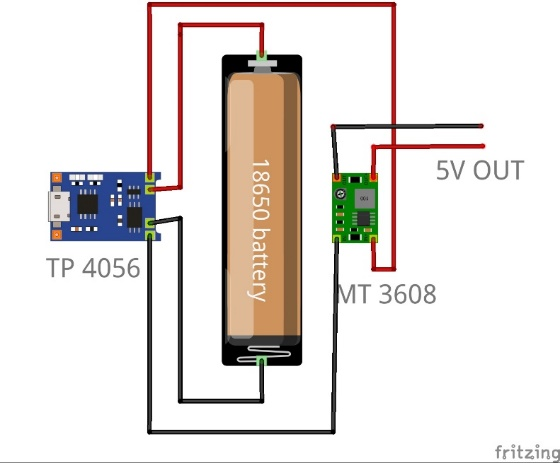 18650 battery
5V OUT
TP 4056
MT 3608
fritzing